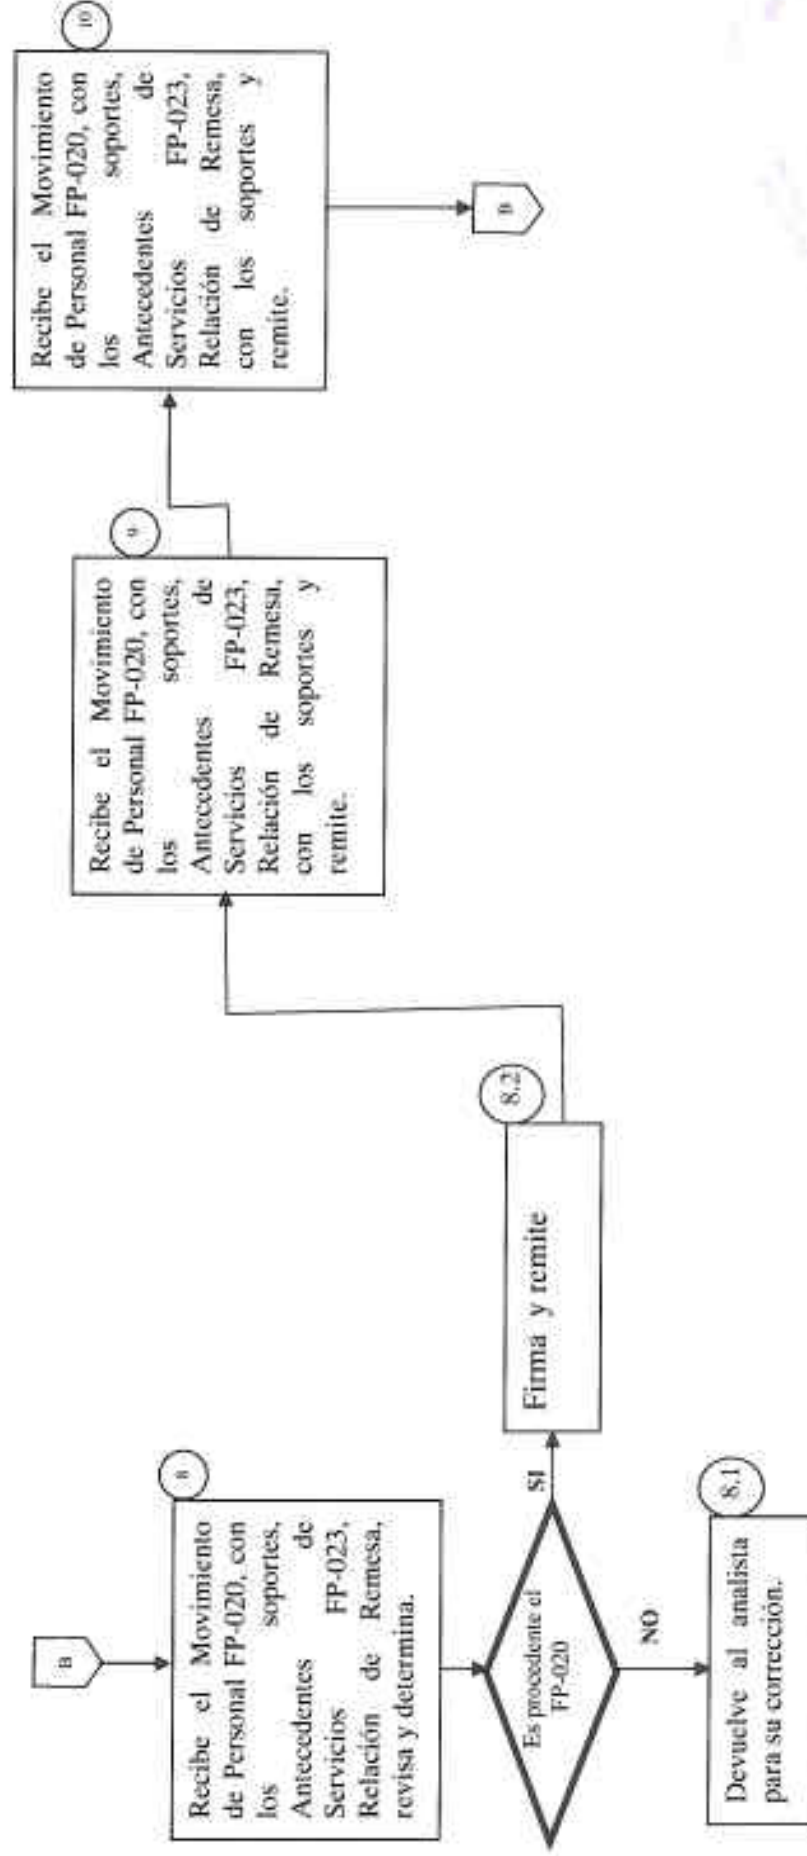 B
8
Recibe el Movimiento
de Personal FP-020, con
los soportes,
Antecedentes de
Servicios FP-023,
Relación de Remesa,
revisa y determina.
Es procedente el
FP-020
SI
NO
8.1
Devuelve al analista
para su corrección.
8.2
Firma y remite
9
Recibe el Movimiento
de Personal FP-020, con
los soportes,
Antecedentes de
Servicios FP-023,
Relación de Remesa,
con los soportes y
remite.
10
Recibe el Movimiento
de Personal FP-020, con
los soportes,
Antecedentes de
Servicios FP-023,
Relación de Remesa,
con los soportes y
remite.
B